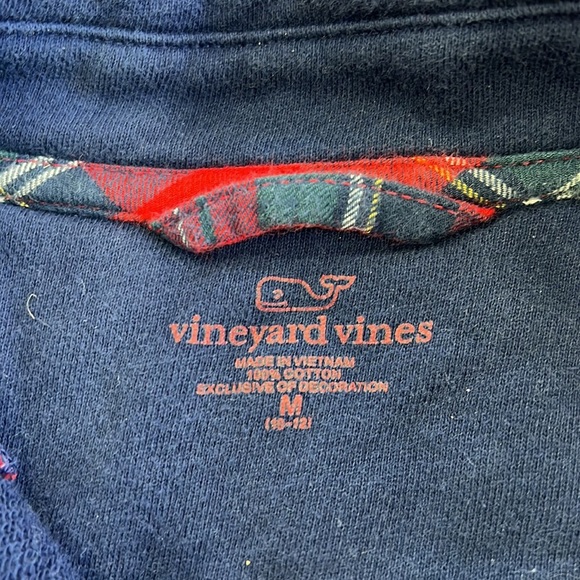 vineyard vines
MADE IN VIETNAM
100% COTTON
EXCLUSIVE OF DECORATION
M
(10-12)